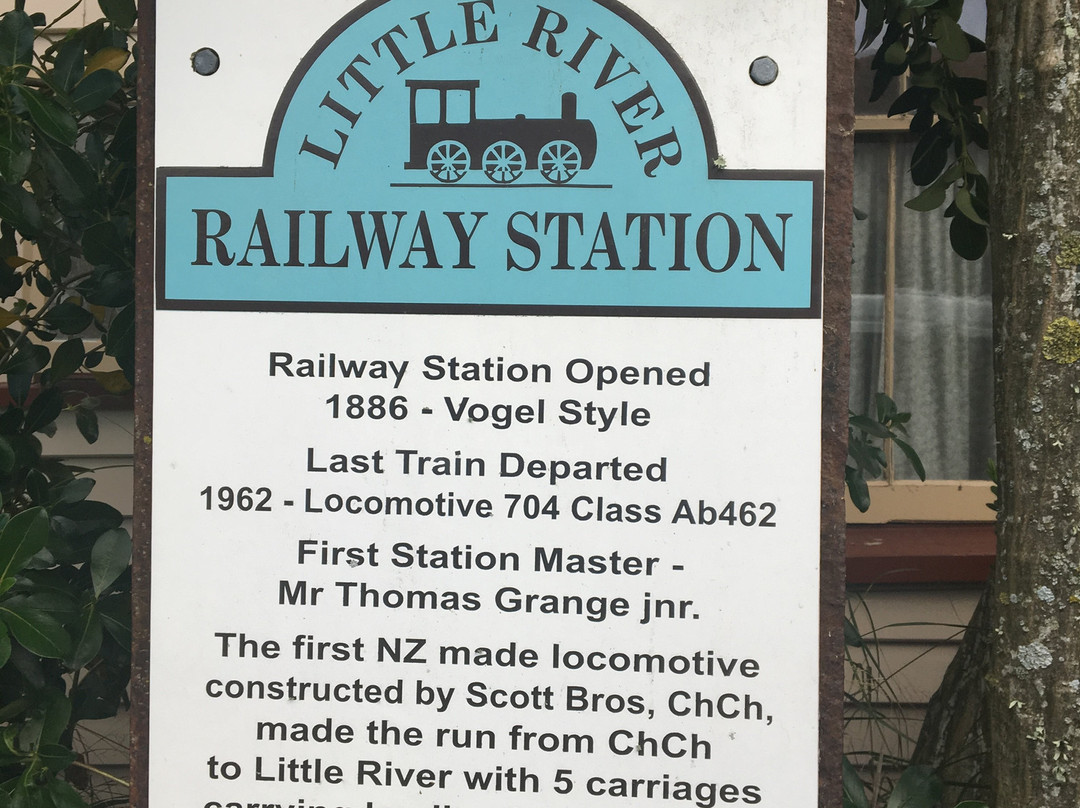 LITTLE RIVER
RAILWAY STATION
Railway Station Opened
1886 - Vogel Style
Last Train Departed
1962 - Locomotive 704 Class Ab462
First Station Master -
Mr Thomas Grange jnr.
The first NZ made locomotive
constructed by Scott Bros, ChCh,
made the run from ChCh
to Little River with 5 carriages
carrying